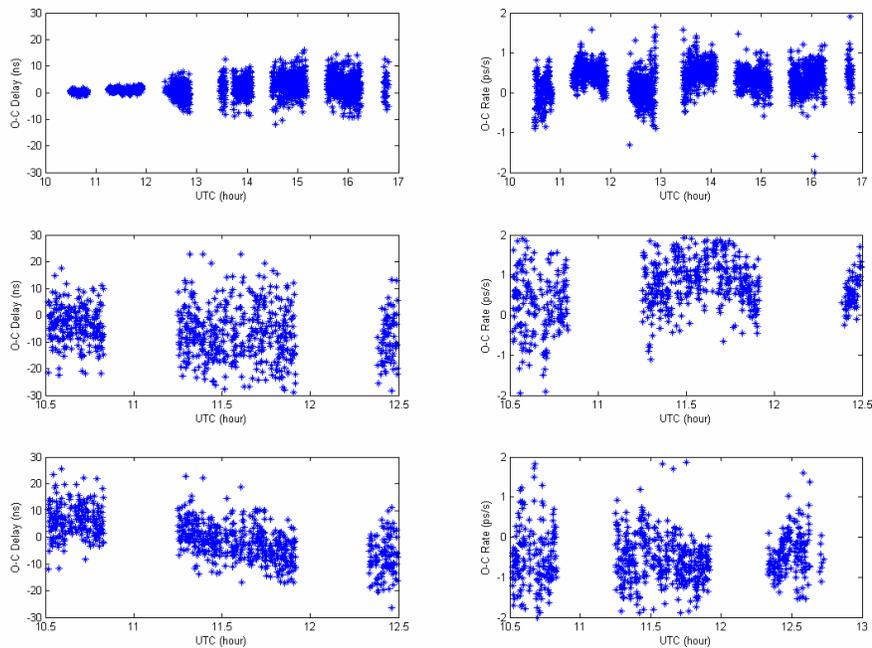 30
20
10
0
-10
-20
-30
O-C Delay (ns)
10 11 12 13 14 15 16 17
UTC (hour)
2
1
0
-1
-2
O-C Rate (ps/s)
10 11 12 13 14 15 16 17
UTC (hour)
30
20
10
0
-10
-20
-30
O-C Delay (ns)
10.5 11 11.5 12 12.5
UTC (hour)
2
1
0
-1
-2
O-C Rate (ps/s)
10.5 11 11.5 12 12.5
UTC (hour)
30
20
10
0
-10
-20
-30
O-C Delay (ns)
10.5 11 11.5 12 12.5
UTC (hour)
2
1
0
-1
-2
O-C Rate (ps/s)
10.5 11 11.5 12 12.5 13
UTC (hour)